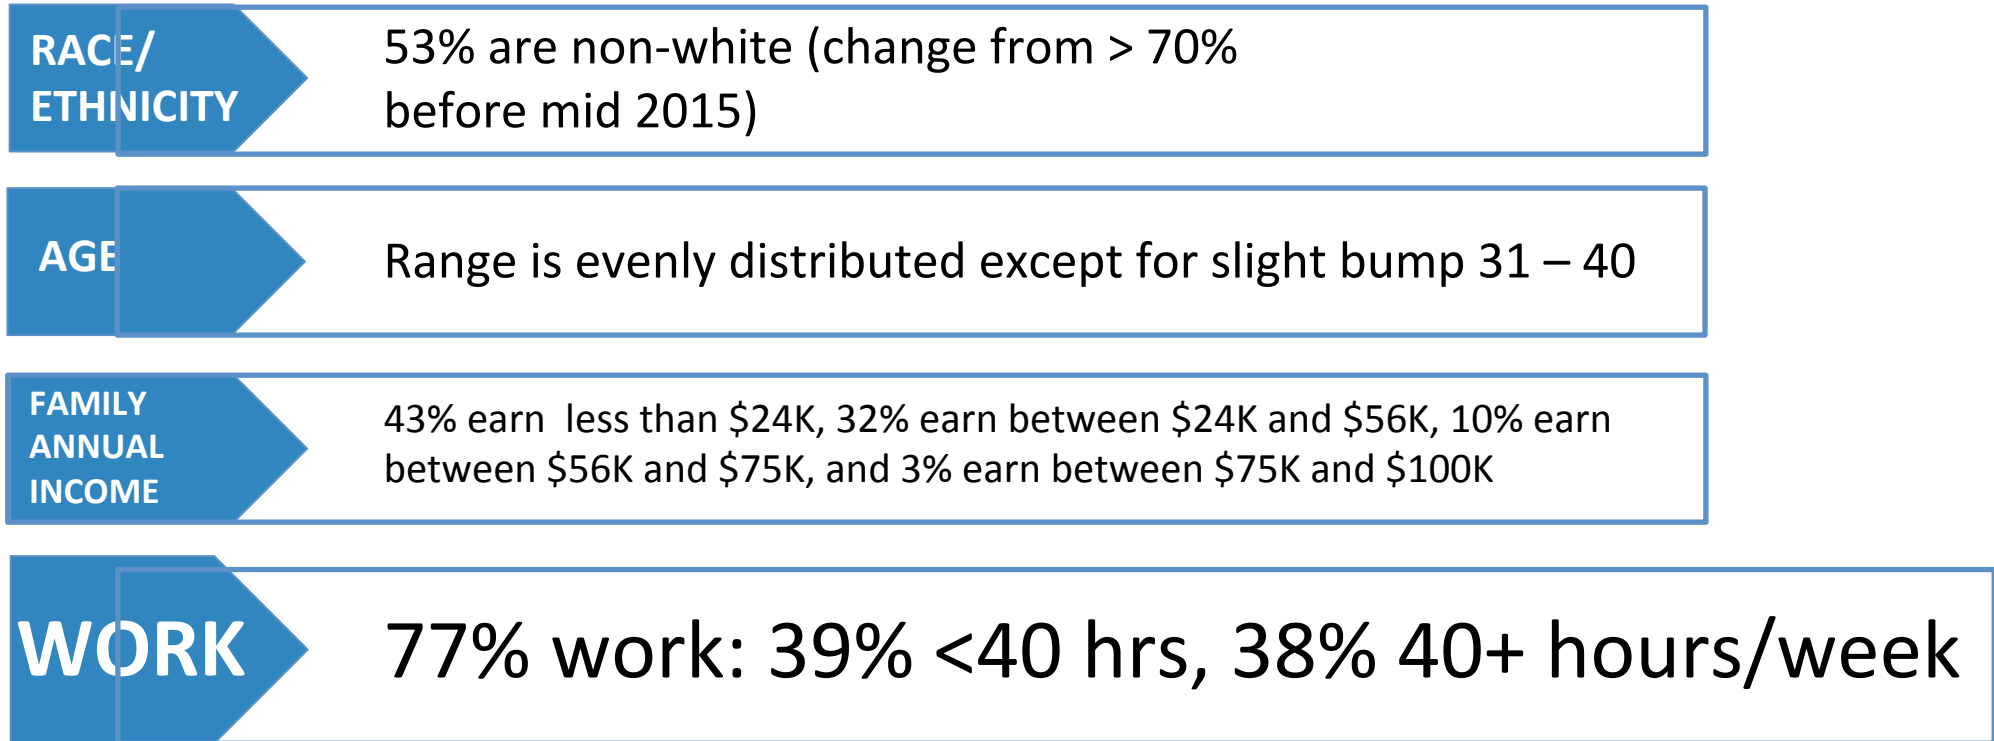 RACE/
ETHNICITY
53% are non-white (change from > 70%
before mid 2015)
AGE
Range is evenly distributed except for slight bump 31 – 40
FAMILY
ANNUAL
INCOME
43% earn  less than $24K, 32% earn between $24K and $56K, 10% earn
between $56K and $75K, and 3% earn between $75K and $100K
WORK
77% work: 39% <40 hrs, 38% 40+ hours/week